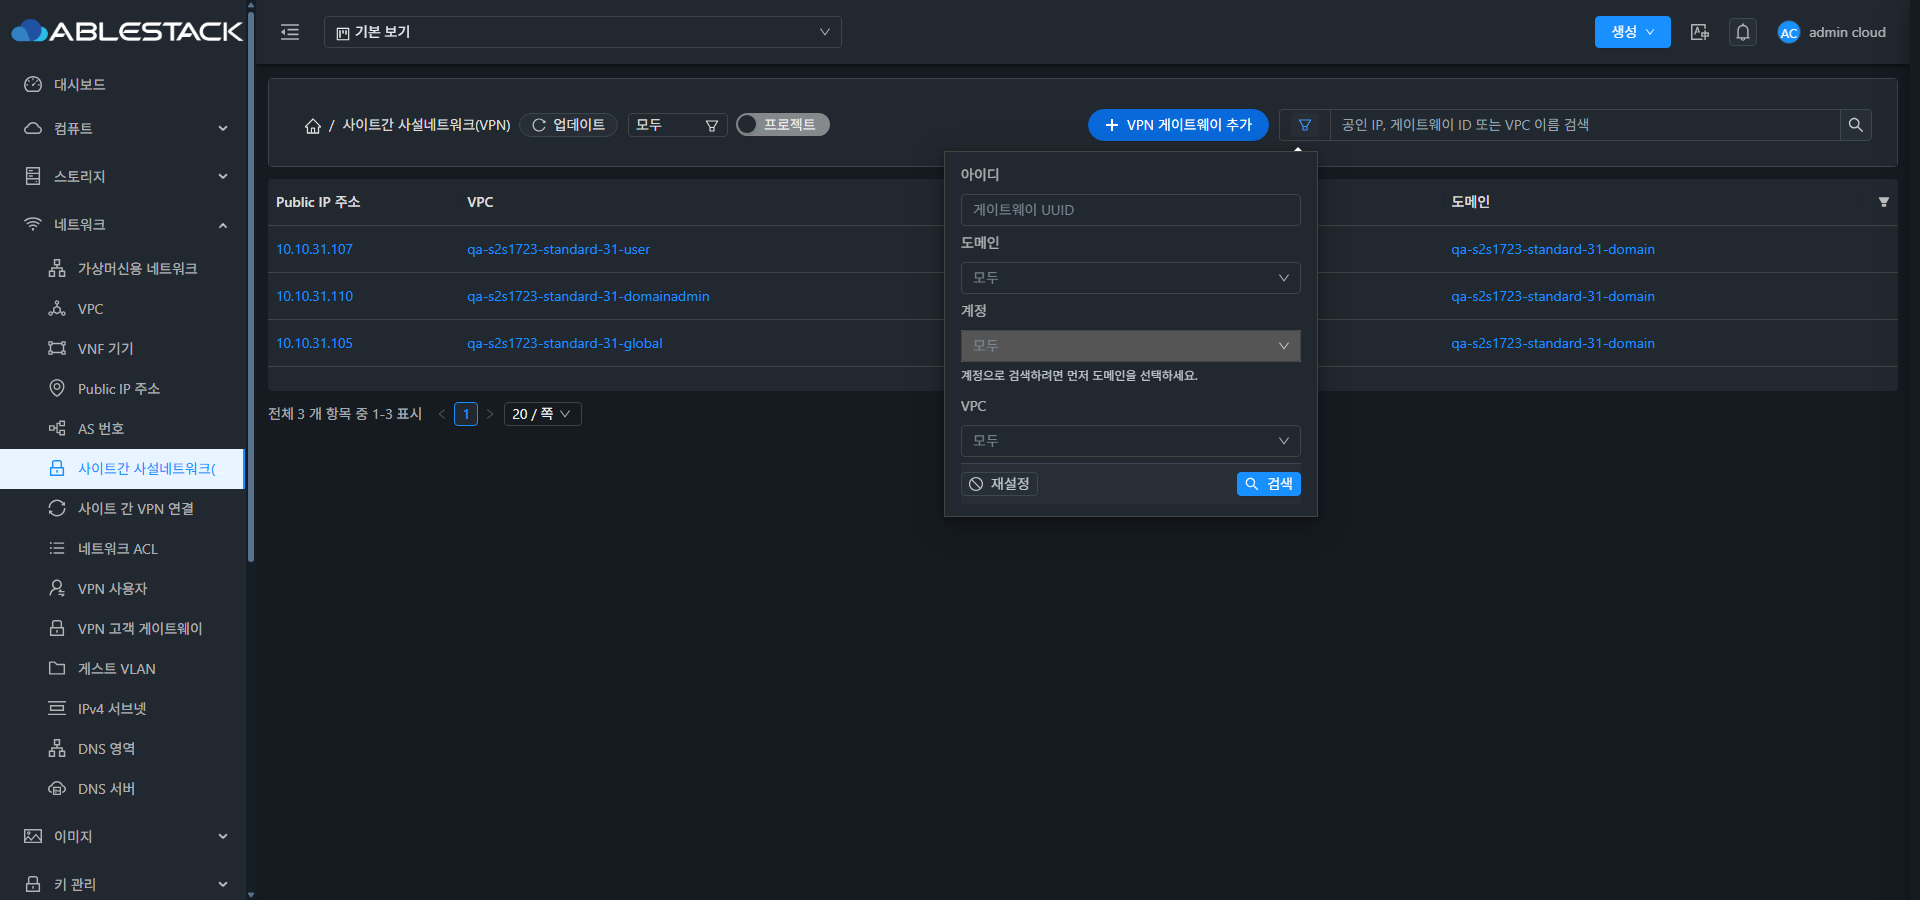 ABLESTACK
기본 보기
생성
AC
admin cloud
대시보드
컴퓨트
스토리지
네트워크
가상머신용 네트워크
VPC
VNF 기기
Public IP 주소
AS 번호
사이트간 사설네트워크(
사이트 간 VPN 연결
네트워크 ACL
VPN 사용자
VPN 고객 게이트웨이
게스트 VLAN
IPv4 서브넷
DNS 영역
DNS 서버
이미지
키 관리
/ 사이트간 사설네트워크(VPN)
업데이트
모두
프로젝트
VPN 게이트웨이 추가
공인 IP, 게이트웨이 ID 또는 VPC 이름 검색
Public IP 주소 VPC 도메인
10.10.31.107 qa-s2s1723-standard-31-user qa-s2s1723-standard-31-domain
10.10.31.110 qa-s2s1723-standard-31-domainadmin qa-s2s1723-standard-31-domain
10.10.31.105 qa-s2s1723-standard-31-global qa-s2s1723-standard-31-domain
전체 3 개 항목 중 1-3 표시
1
20 / 쪽
아이디
게이트웨이 UUID
도메인
모두
계정
모두
계정으로 검색하려면 먼저 도메인을 선택하세요.
VPC
모두
재설정
검색